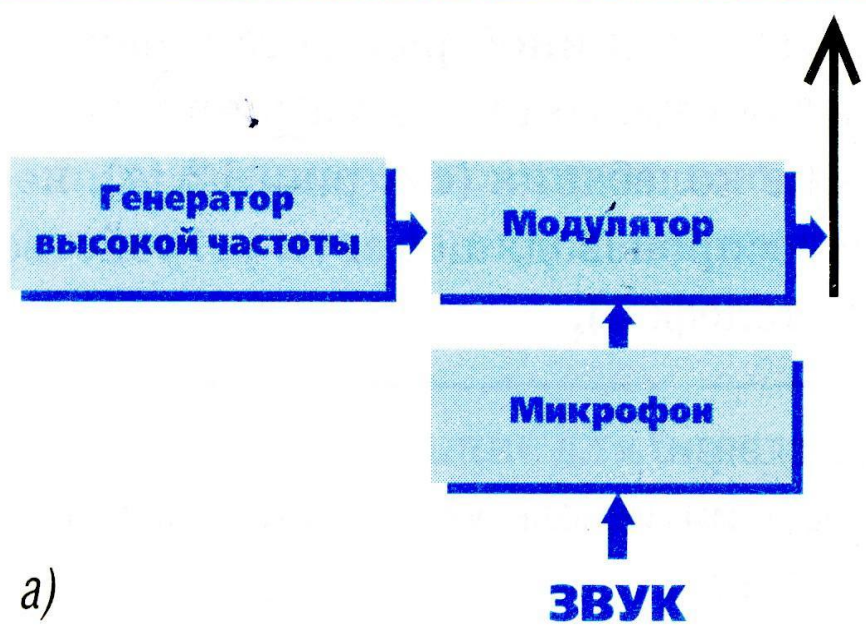 Генератор
высокой частоты
Модулятор
Микрофон
ЗВУК
а)